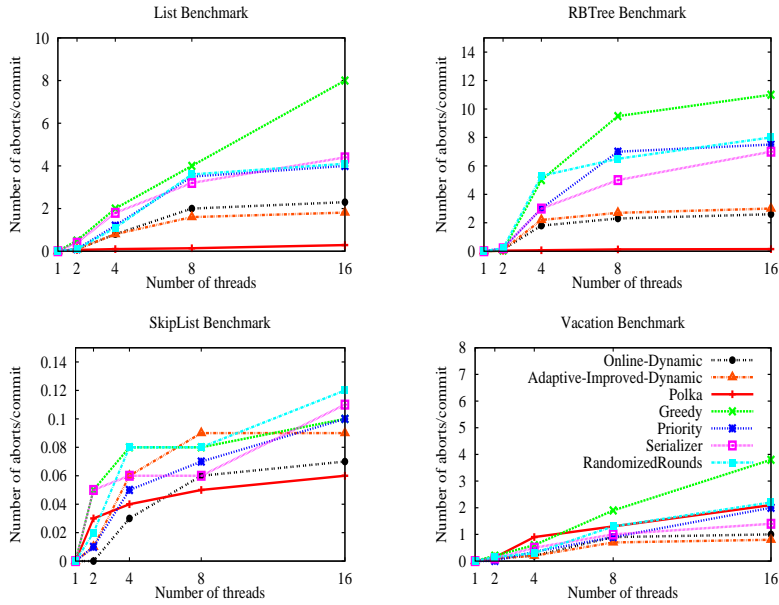 List Benchmark
Number of aborts/commit
10
8
6
4
2
0
1 2 4 8 16
Number of threads
RBTree Benchmark
Number of aborts/commit
14
12
10
8
6
4
2
0
1 2 4 8 16
Number of threads
SkipList Benchmark
Number of aborts/commit
0.14
0.12
0.1
0.08
0.06
0.04
0.02
0
1 2 4 8 16
Number of threads
Vacation Benchmark
Number of aborts/commit
8
7
6
5
4
3
2
1
0
1 2 4 8 16
Number of threads
Online-Dynamic
Adaptive-Improved-Dynamic
Polka
Greedy
Priority
Serializer
RandomizedRounds